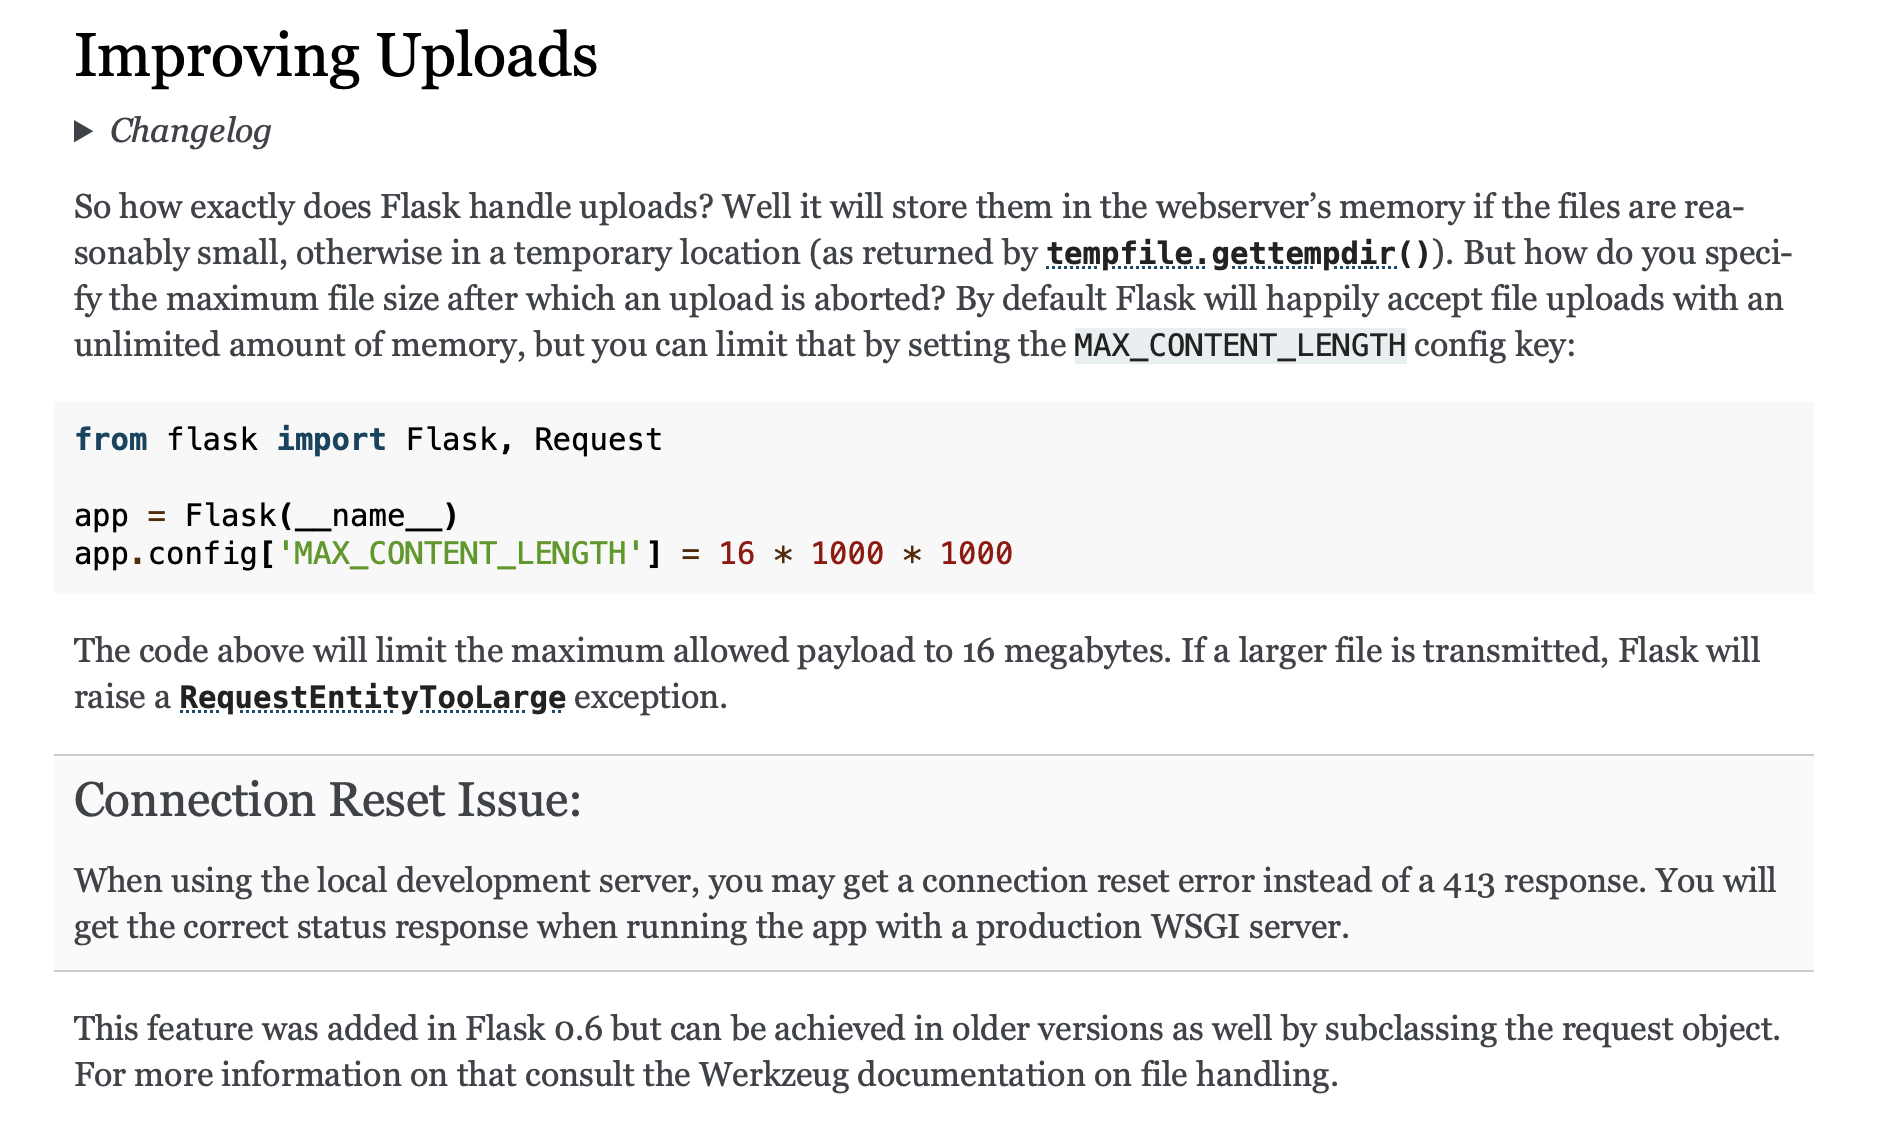 Improving Uploads
Changelog
So how exactly does Flask handle uploads? Well it will store them in the webserver’s memory if the files are rea-
sonably small, otherwise in a temporary location (as returned by tempfile.gettempdir()). But how do you speci-
fy the maximum file size after which an upload is aborted? By default Flask will happily accept file uploads with an
unlimited amount of memory, but you can limit that by setting the MAX_CONTENT_LENGTH config key:
from flask import Flask, Request
app = Flask(__name__)
app.config['MAX_CONTENT_LENGTH'] = 16 * 1000 * 1000
The code above will limit the maximum allowed payload to 16 megabytes. If a larger file is transmitted, Flask will
raise a RequestEntityTooLarge exception.
Connection Reset Issue:
When using the local development server, you may get a connection reset error instead of a 413 response. You will
get the correct status response when running the app with a production WSGI server.
This feature was added in Flask 0.6 but can be achieved in older versions as well by subclassing the request object.
For more information on that consult the Werkzeug documentation on file handling.